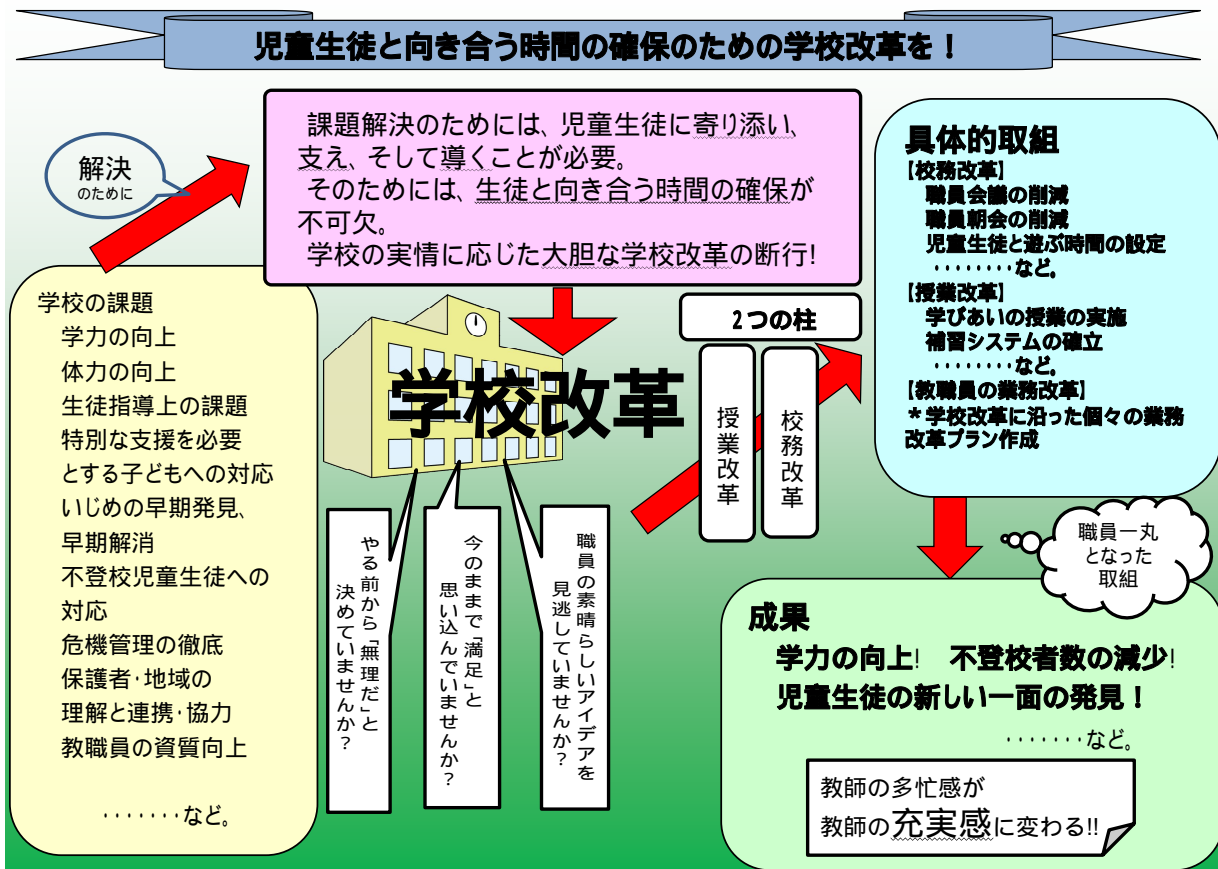 児童生徒と向き合う時間の確保のための学校改革を！
解決
のために
課題解決のためには、児童生徒に寄り添い、
支え、そして導くことが必要。
そのためには、生徒と向き合う時間の確保が
不可欠。
学校の実情に応じた大胆な学校改革の断行!
学校の課題
学力の向上
体力の向上
生徒指導上の課題
特別な支援を必要
とする子どもへの対応
いじめの早期発見、
早期解消
不登校児童生徒への
対応
危機管理の徹底
保護者・地域の
理解と連携・協力
教職員の資質向上
・・・・・・・など。
学校改革
やる前から「無理だ」と
決めていませんか？
今のままで「満足」と
思い込んでいませんか？
職員の素晴らしいアイデアを
見逃していませんか？
2つの柱
授業改革
校務改革
具体的取組
【校務改革】
職員会議の削減
職員朝会の削減
児童生徒と遊ぶ時間の設定
・・・・・・・・など。
【授業改革】
学びあいの授業の実施
補習システムの確立
・・・・・・・・など。
【教職員の業務改革】
*学校改革に沿った個々の業務
改革プラン作成
職員一丸
となった
取組
成果
学力の向上!　不登校者数の減少!
児童生徒の新しい一面の発見！
・・・・・・・など。
教師の多忙感が
教師の充実感に変わる!!